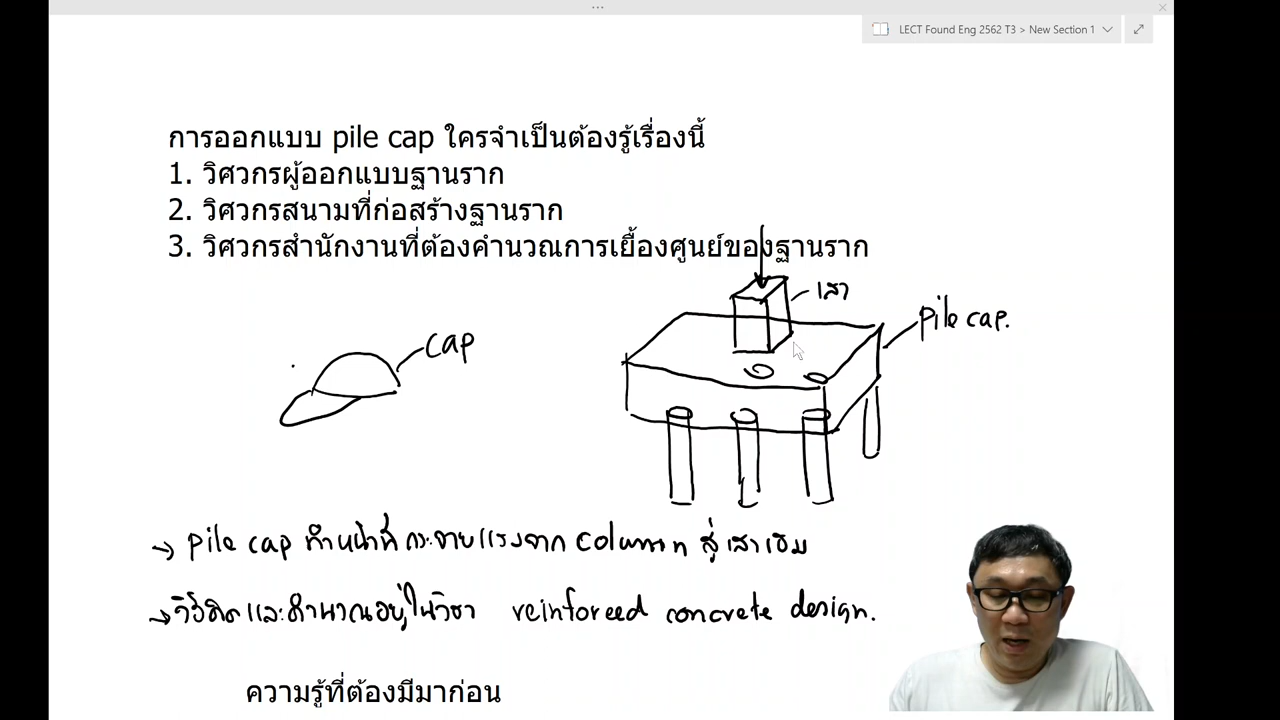 LECT Found Eng 2562 T3 > New Section 1
การออกแบบ pile cap ใครจำเป็นต้องรู้เรื่องนี้
1. วิศวกรผู้ออกแบบฐานราก
2. วิศวกรสนามที่ก่อสร้างฐานราก
3. วิศวกรสำนักงานที่ต้องคำนวณการเยื้องศูนย์ของฐานราก
เสา
pile cap.
cap
→ pile cap ทำหน้าที่กระจายแรงจาก column สู่เสาเข็ม
→ วิธีคิดและคำนวณอยู่ในวิชา reinforced concrete design.
ความรู้ที่ต้องมีมาก่อน